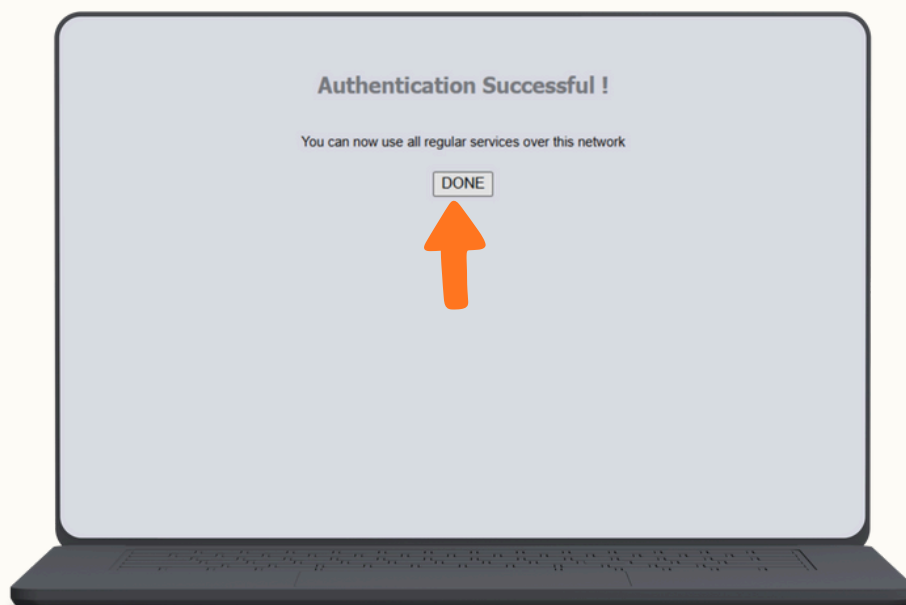 Authentication Successful !
You can now use all regular services over this network
DONE